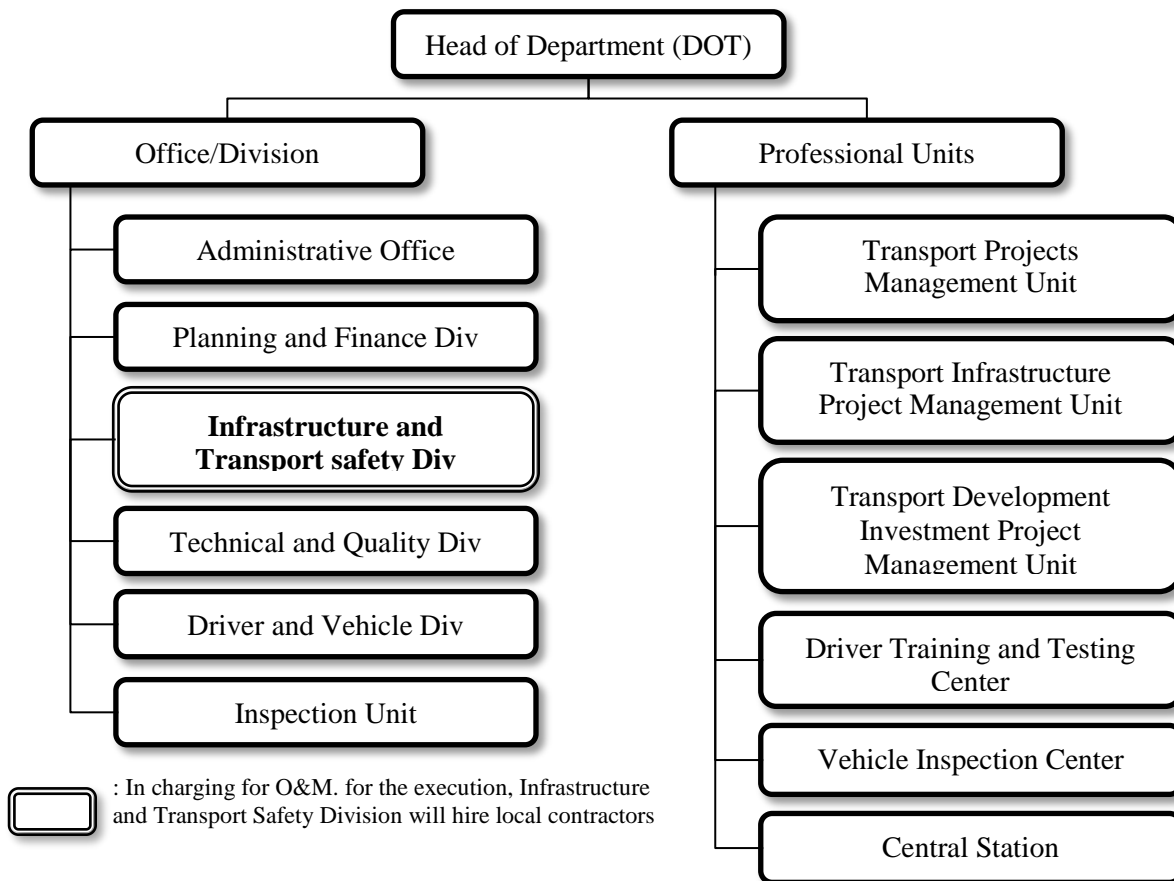 Head of Department (DOT)
Office/Division
Administrative Office
Planning and Finance Div
Infrastructure and
Transport safety Div
Technical and Quality Div
Driver and Vehicle Div
Inspection Unit
: In charging for O&M. for the execution, Infrastructure
and Transport Safety Division will hire local contractors
Professional Units
Transport Projects
Management Unit
Transport Infrastructure
Project Management Unit
Transport Development
Investment Project
Management Unit
Driver Training and Testing
Center
Vehicle Inspection Center
Central Station